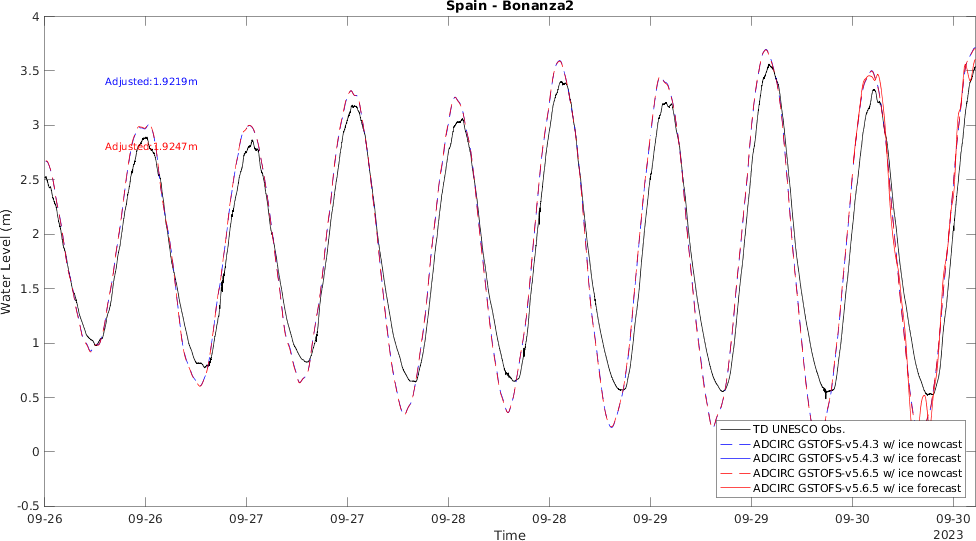 Spain - Bonanza2
4
3.5
3
2.5
2
1.5
1
0.5
0
-0.5
Water Level (m)
Adjusted:1.9219m
Adjusted:1.9247m
TD UNESCO Obs.
ADCIRC GSTOFS-v5.4.3 w/ ice nowcast
ADCIRC GSTOFS-v5.4.3 w/ ice forecast
ADCIRC GSTOFS-v5.6.5 w/ ice nowcast
ADCIRC GSTOFS-v5.6.5 w/ ice forecast
09-26 09-26 09-27 09-27 09-28 09-28 09-29 09-29 09-30 09-30
Time
2023